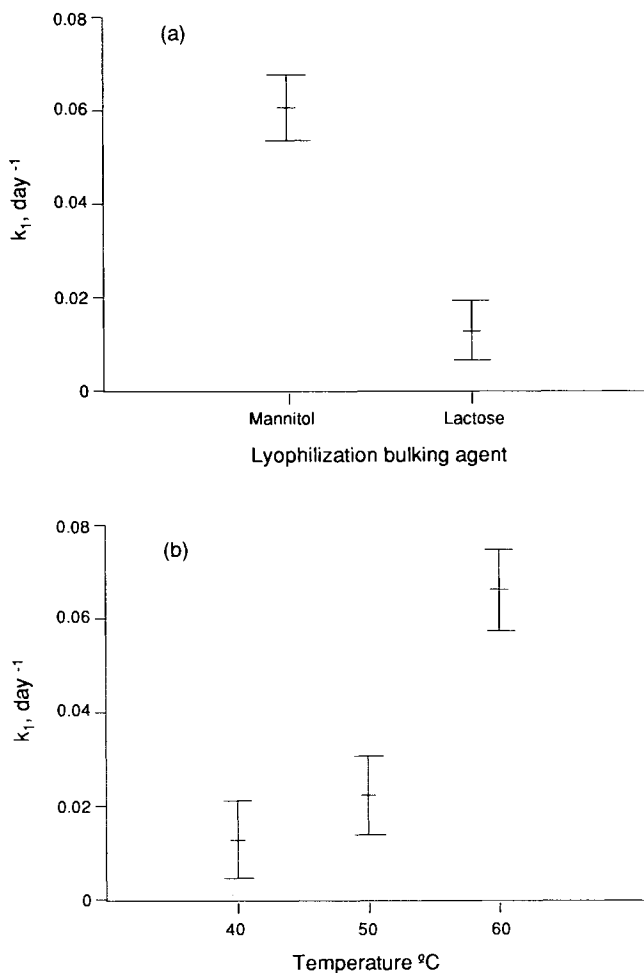 (a)
0.08
0.06
0.04
0.02
0
k₁, day ⁻¹
Mannitol Lactose
Lyophilization bulking agent
(b)
0.08
0.06
0.04
0.02
0
k₁, day ⁻¹
40 50 60
Temperature ºC